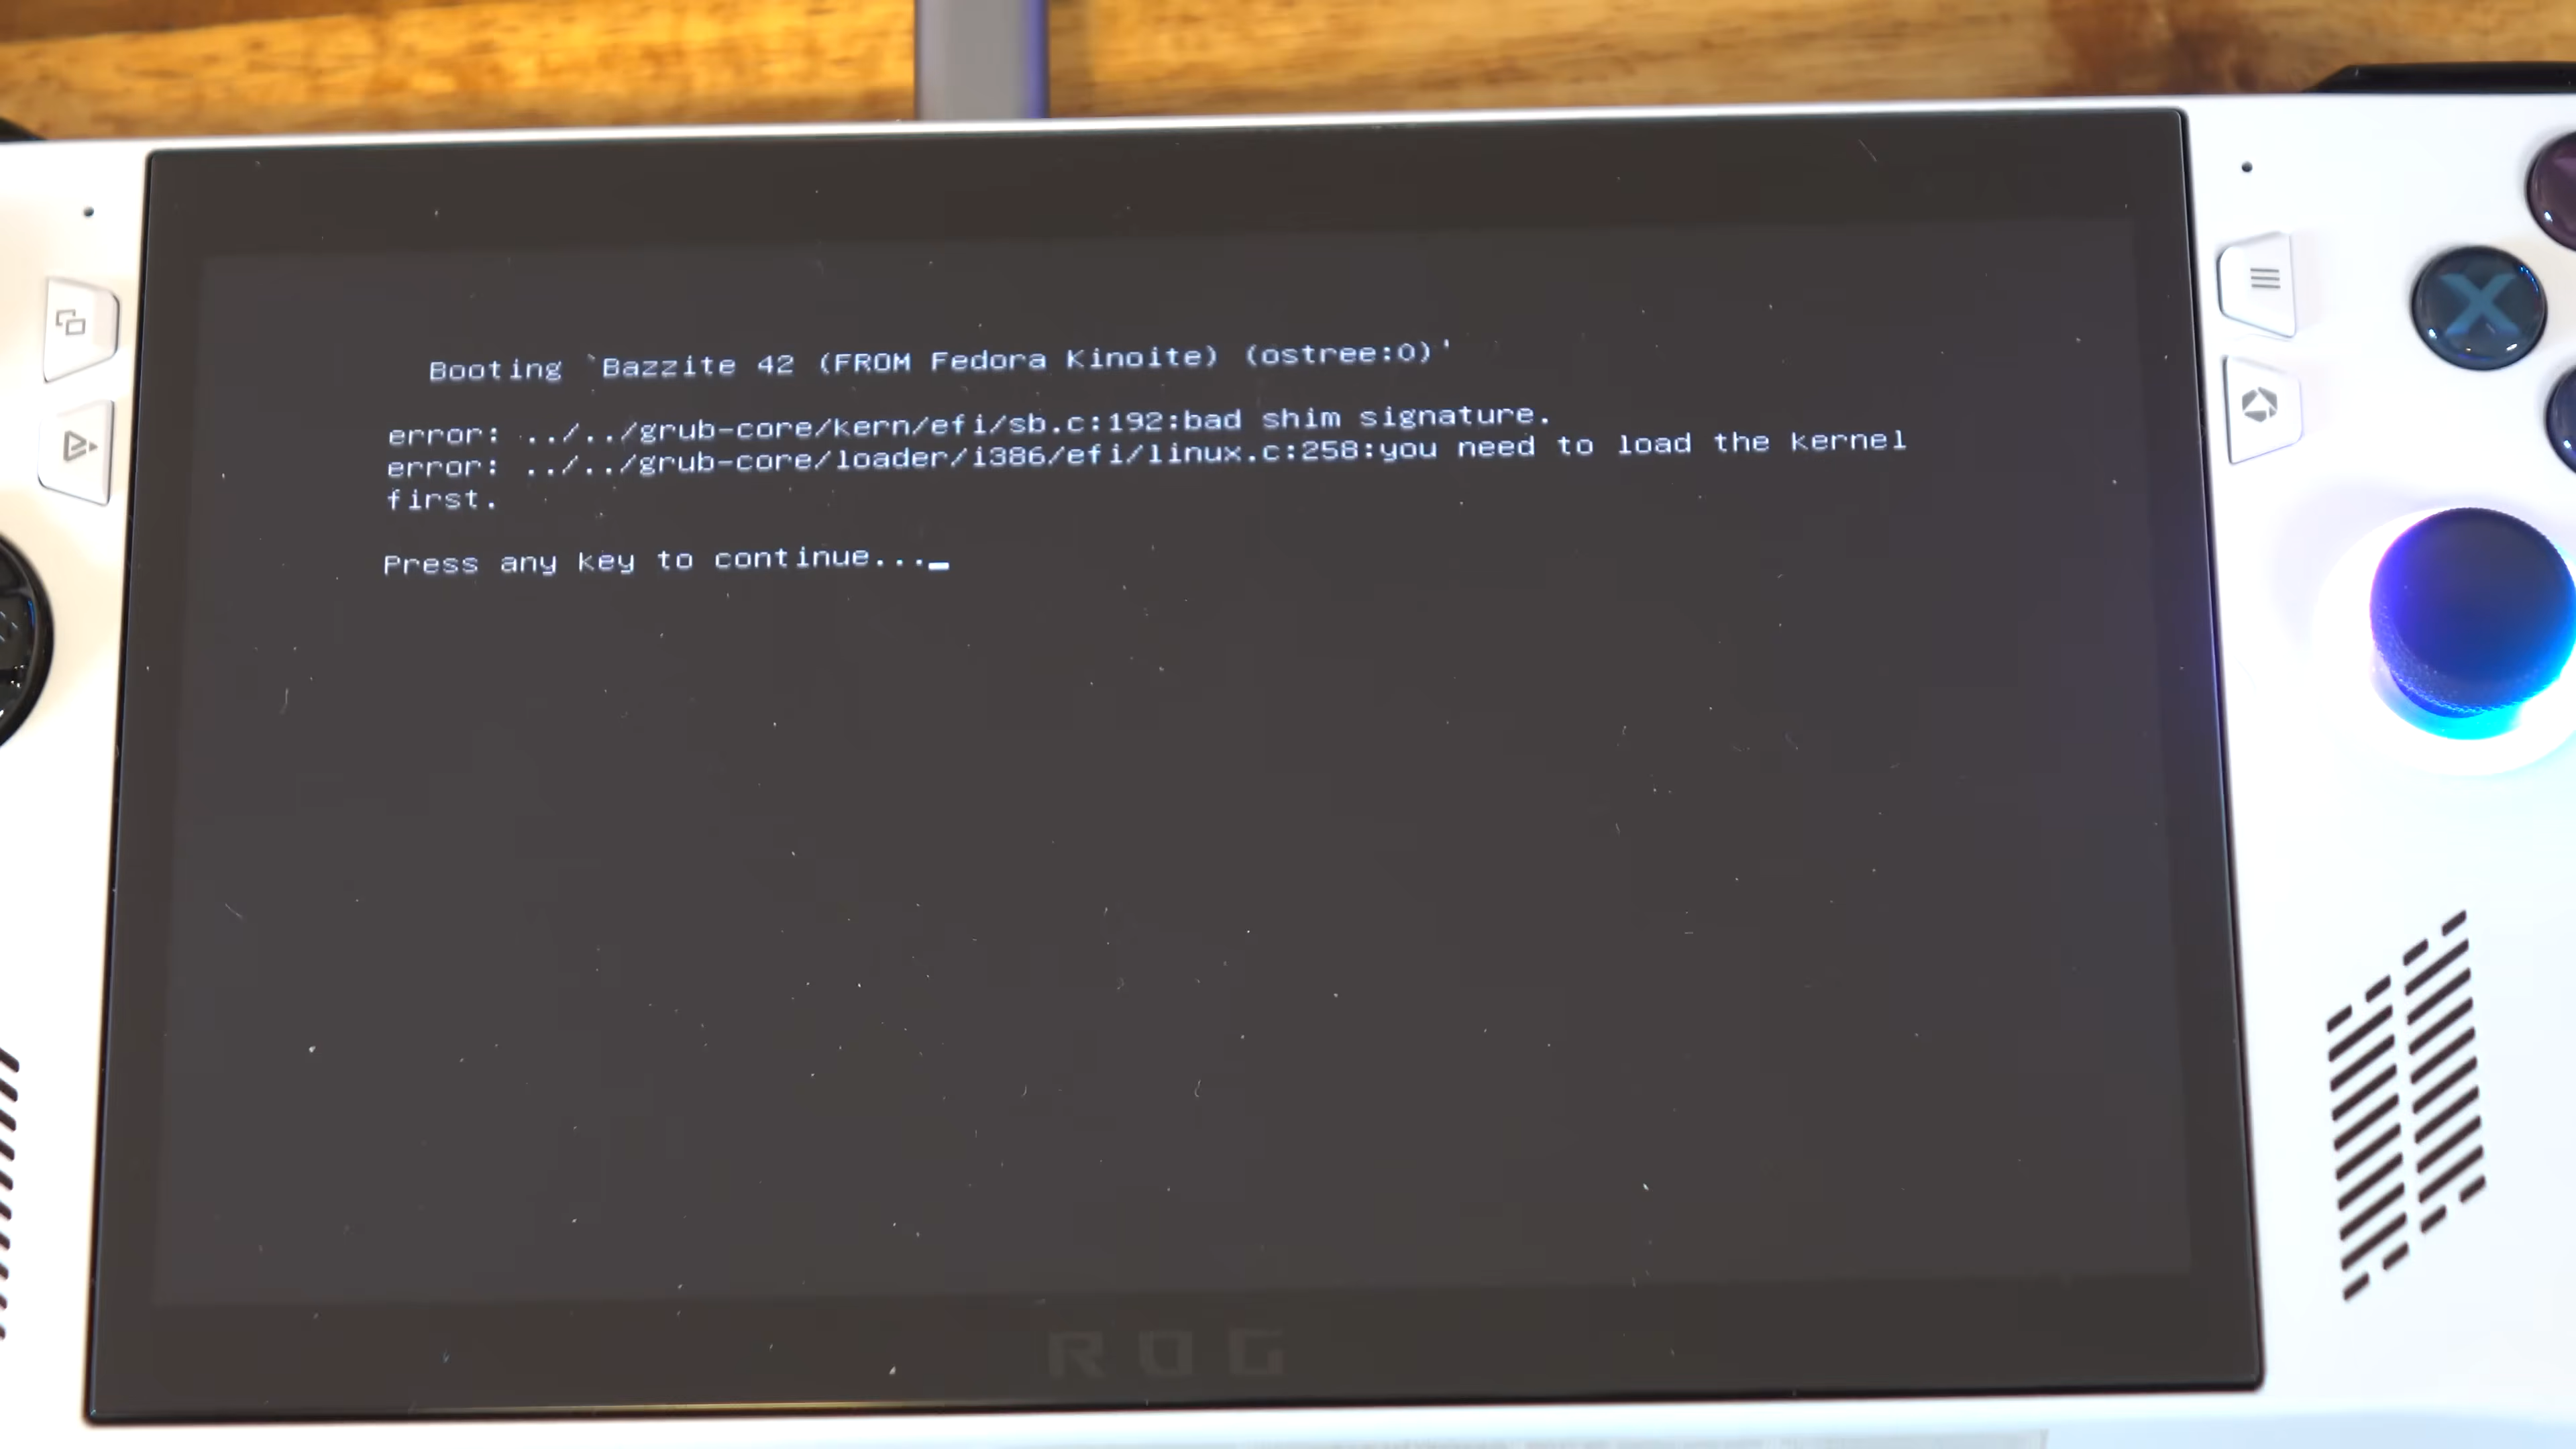 Booting `Bazzite 42 (FROM Fedora Kinoite) (ostree:0)'
error: ../../grub-core/kern/efi/sb.c:192:bad shim signature.
error: ../../grub-core/loader/i386/efi/linux.c:258:you need to load the kernel
first.
Press any key to continue..._
X
ROG